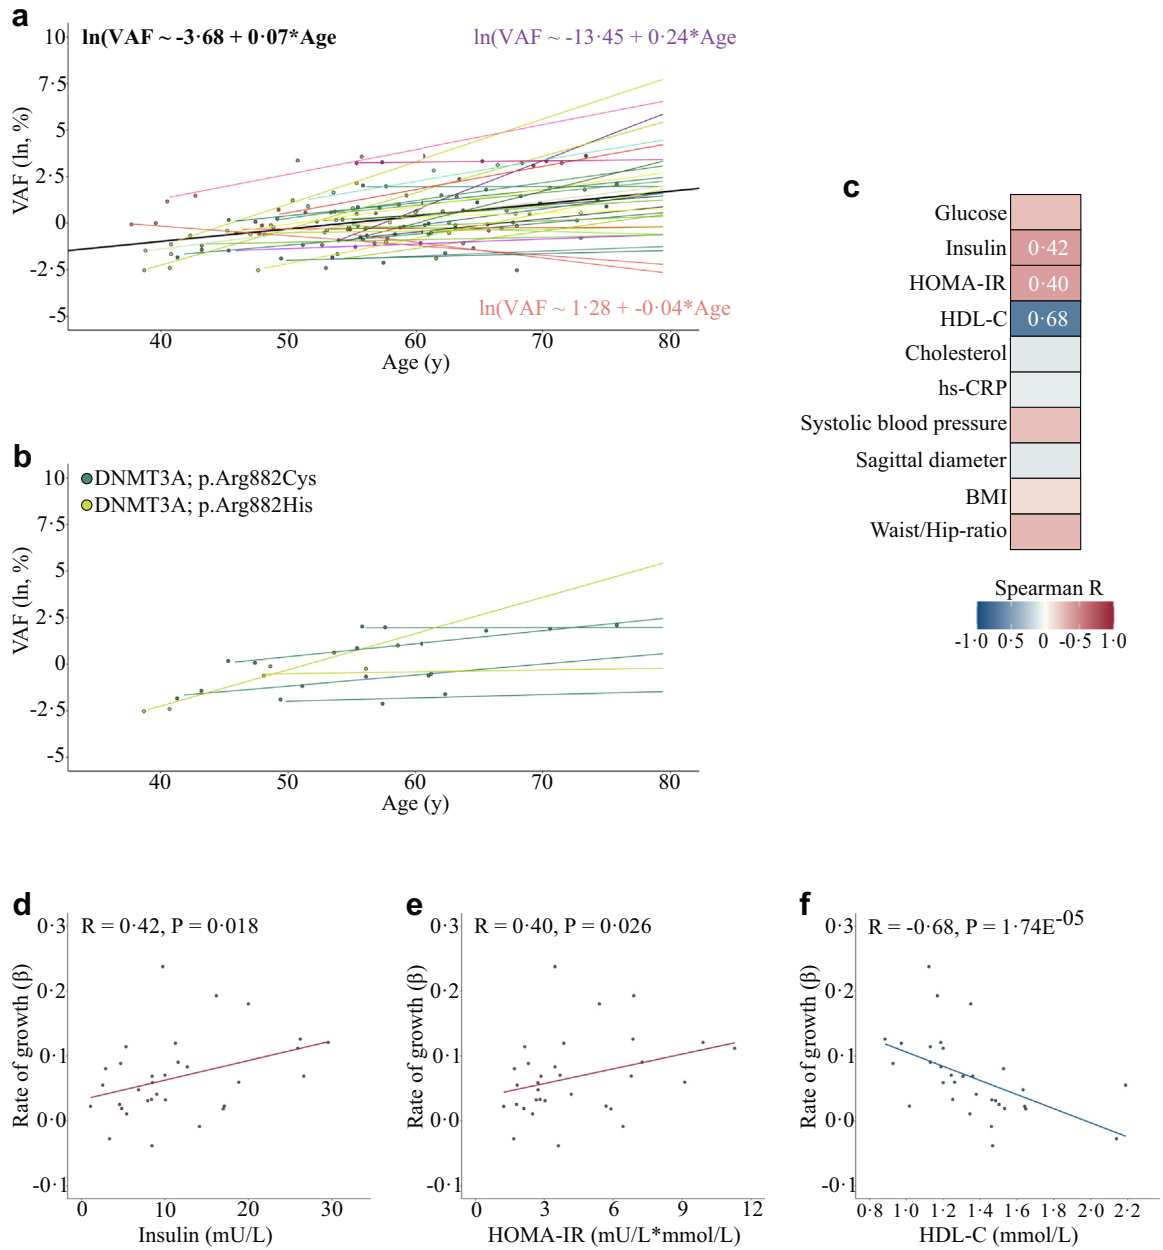 a
ln(VAF ~ -3·68 + 0·07*Age
ln(VAF ~ -13·45 + 0·24*Age
ln(VAF ~ 1·28 + -0·04*Age
VAF (ln, %)
10
7·5
5
2·5
0
-2·5
-5
40 50 60 70 80
Age (y)
b
DNMT3A; p.Arg882Cys
DNMT3A; p.Arg882His
VAF (ln, %)
10
7·5
5
2·5
0
-2·5
-5
40 50 60 70 80
Age (y)
c
Glucose
Insulin 0·42
HOMA-IR 0·40
HDL-C 0·68
Cholesterol
hs-CRP
Systolic blood pressure
Sagittal diameter
BMI
Waist/Hip-ratio
Spearman R
-1·0 0·5 0 -0·5 1·0
d
R = 0·42, P = 0·018
Rate of growth (β)
0·3
0·2
0·1
0·0
-0·1
0 10 20 30
Insulin (mU/L)
e
R = 0·40, P = 0·026
Rate of growth (β)
0·3
0·2
0·1
0·0
-0·1
0 3 6 9 12
HOMA-IR (mU/L*mmol/L)
f
R = -0·68, P = 1·74E-05
Rate of growth (β)
0·3
0·2
0·1
0·0
-0·1
0·8 1·0 1·2 1·4 1·6 1·8 2·0 2·2
HDL-C (mmol/L)